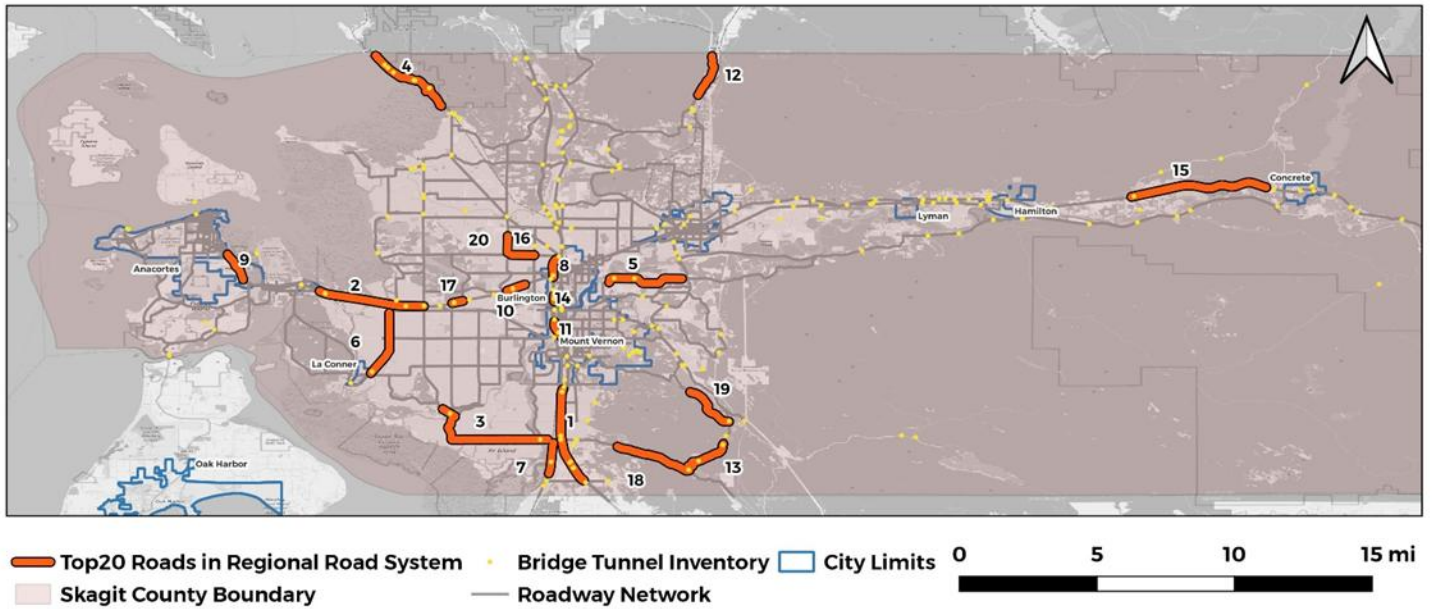 4
12
15
Concrete
Lyman
Hamilton
20
16
9
Anacortes
8
5
2
17
Burlington
14
10
11
6
Mount Vernon
La Conner
19
3
1
7
18
13
Oak Harbor
Top20 Roads in Regional Road System
Bridge Tunnel Inventory
City Limits
0
5
10
15 mi
Skagit County Boundary
Roadway Network